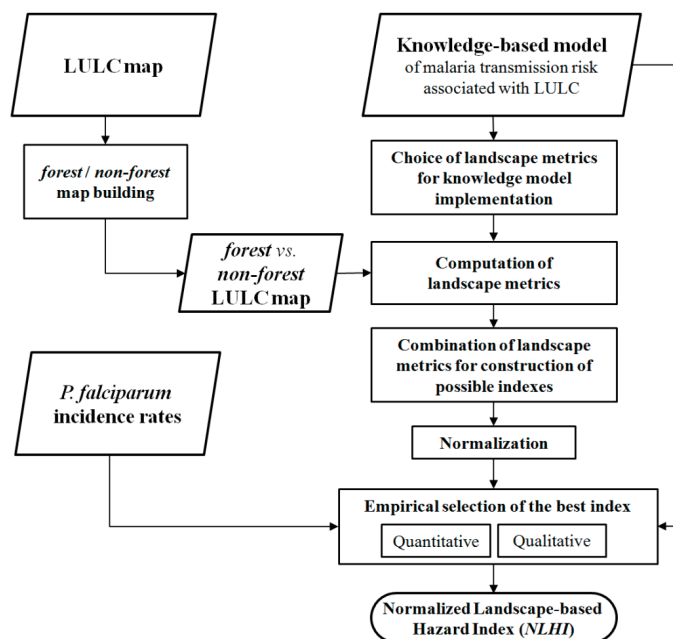 LULC map
Knowledge-based model
of malaria transmission risk
associated with LULC
forest / non-forest
map building
Choice of landscape metrics
for knowledge model
implementation
forest vs.
non-forest
LULC map
Computation of
landscape metrics
Combination of landscape
metrics for construction of
possible indexes
P. falciparum
incidence rates
Normalization
Empirical selection of the best index
Quantitative
Qualitative
Normalized Landscape-based
Hazard Index (NLHI)